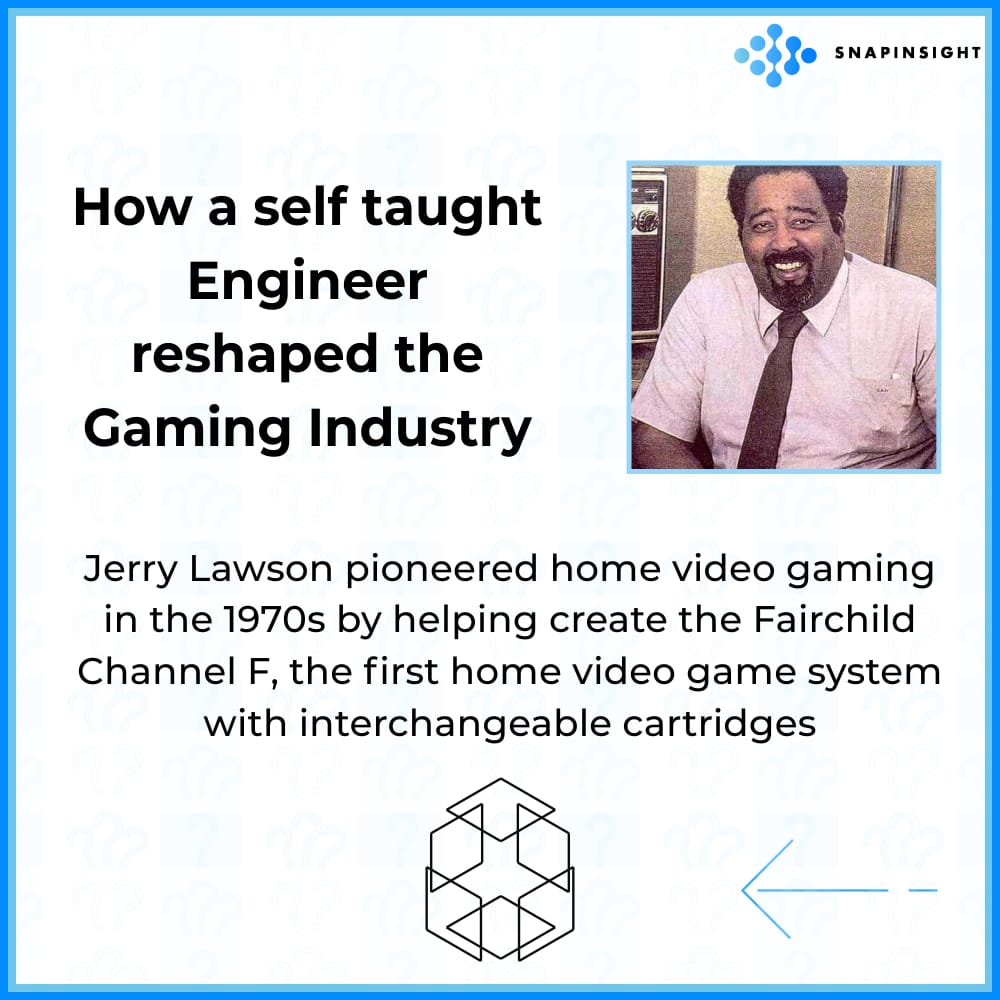 SNAPINSIGHT
How a self taught
Engineer
reshaped the
Gaming Industry
Jerry Lawson pioneered home video gaming
in the 1970s by helping create the Fairchild
Channel F, the first home video game system
with interchangeable cartridges